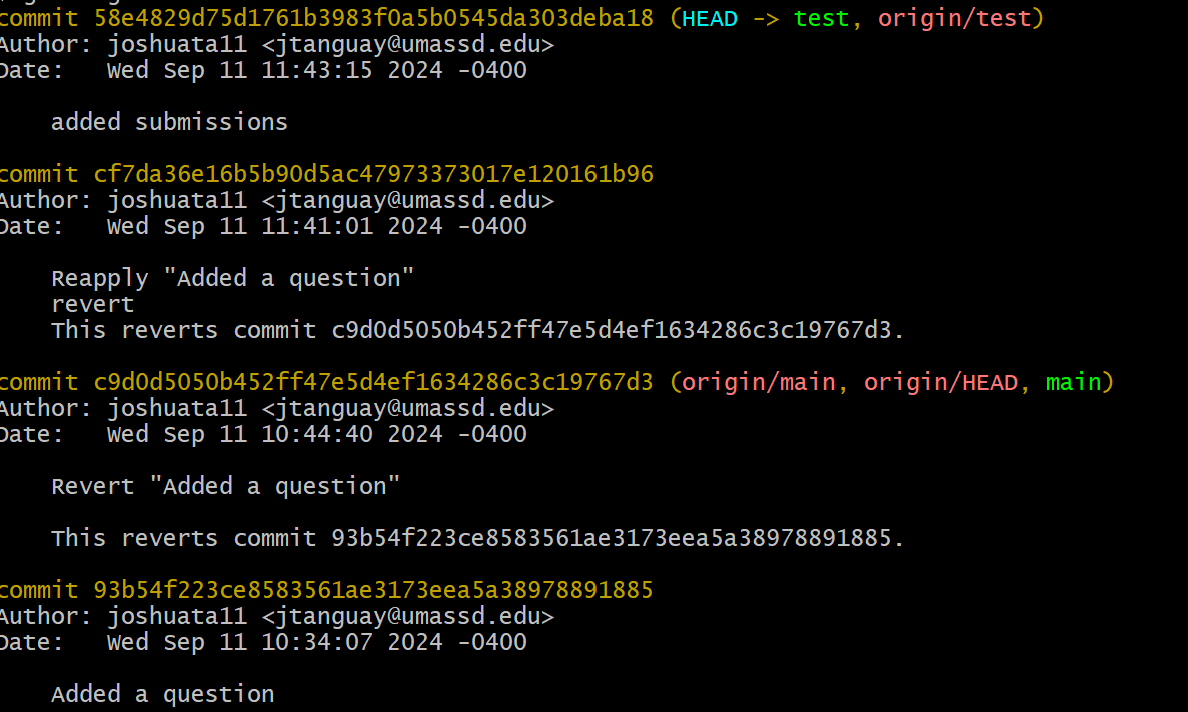 commit 58e4829d75d1761b3983f0a5b0545da303deba18 (HEAD -> test, origin/test)
Author: joshuata11 <jtanguay@umassd.edu>
Date:   Wed Sep 11 11:43:15 2024 -0400
added submissions
commit cf7da36e16b5b90d5ac47973373017e120161b96
Author: joshuata11 <jtanguay@umassd.edu>
Date:   Wed Sep 11 11:41:01 2024 -0400
Reapply "Added a question"
revert
This reverts commit c9d0d5050b452ff47e5d4ef1634286c3c19767d3.
commit c9d0d5050b452ff47e5d4ef1634286c3c19767d3 (origin/main, origin/HEAD, main)
Author: joshuata11 <jtanguay@umassd.edu>
Date:   Wed Sep 11 10:44:40 2024 -0400
Revert "Added a question"
This reverts commit 93b54f223ce8583561ae3173eea5a38978891885.
commit 93b54f223ce8583561ae3173eea5a38978891885
Author: joshuata11 <jtanguay@umassd.edu>
Date:   Wed Sep 11 10:34:07 2024 -0400
Added a question